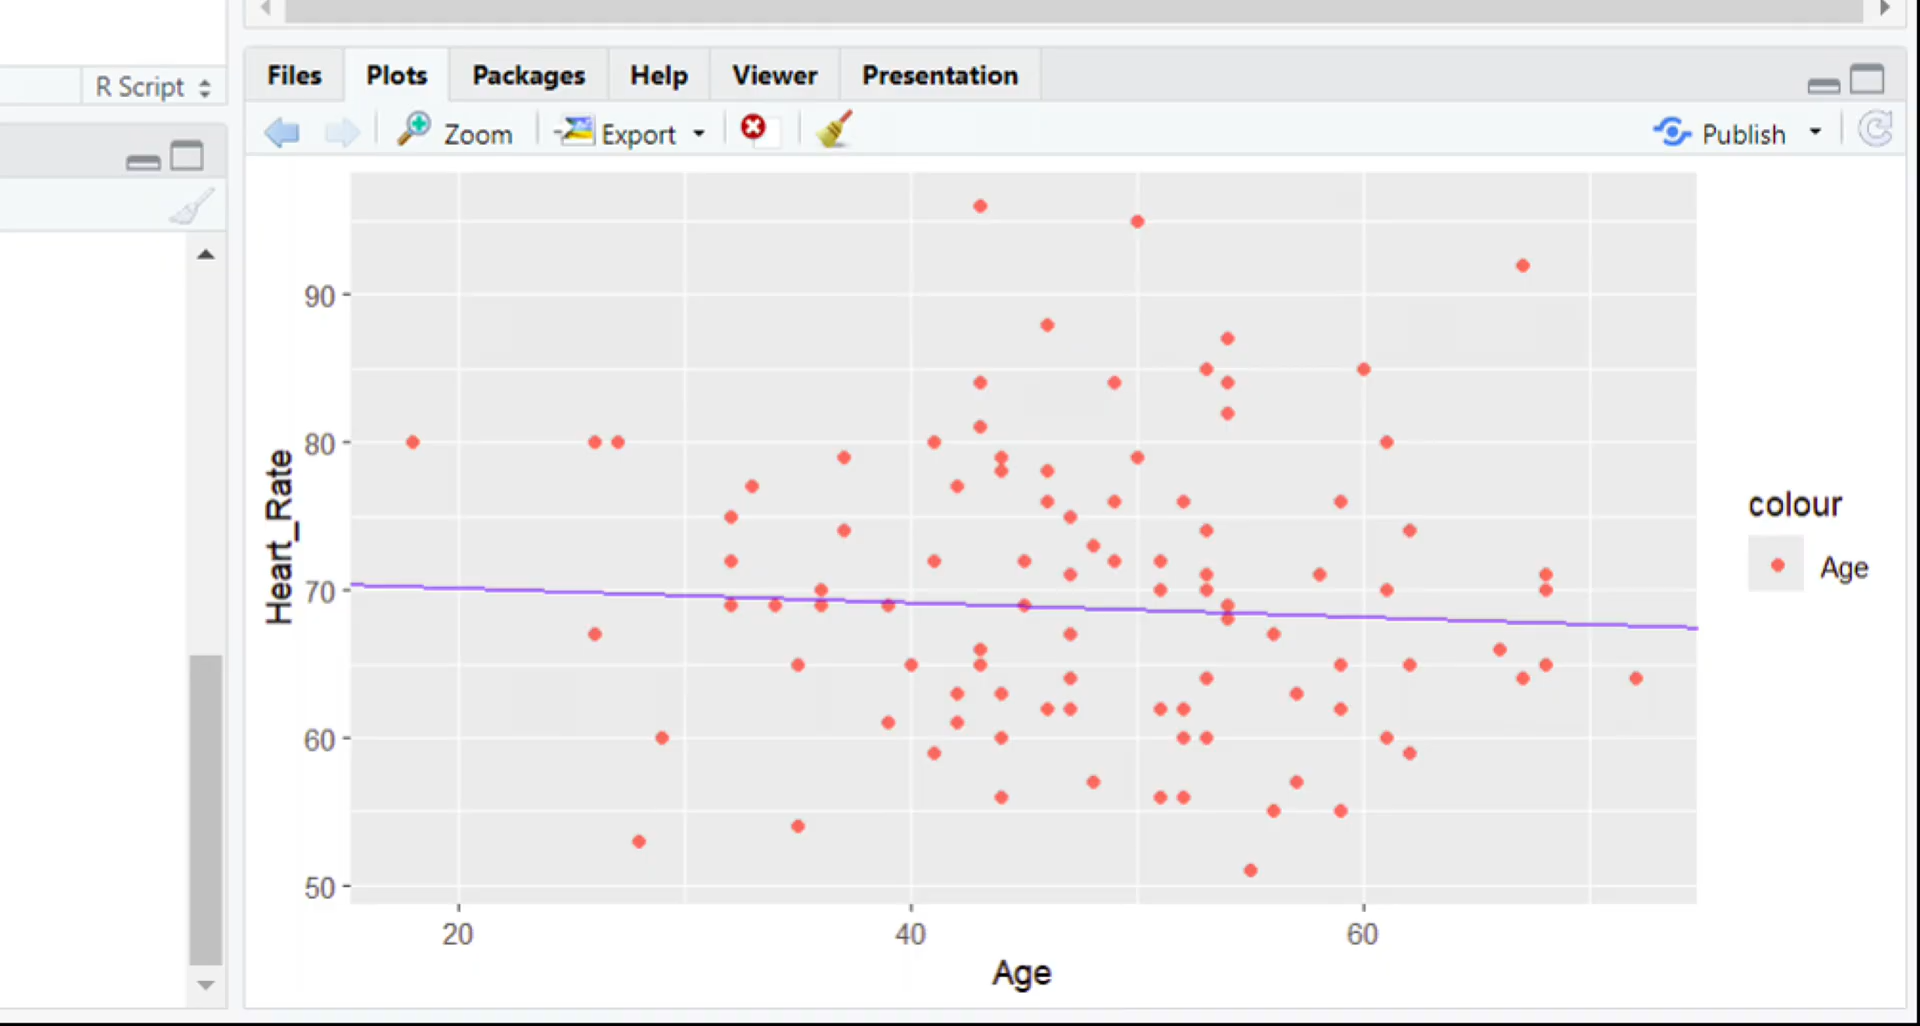 R Script
Files Plots Packages Help Viewer Presentation
Zoom Export Publish
90
80
70
60
50
Heart_Rate
20 40 60
Age
colour
Age